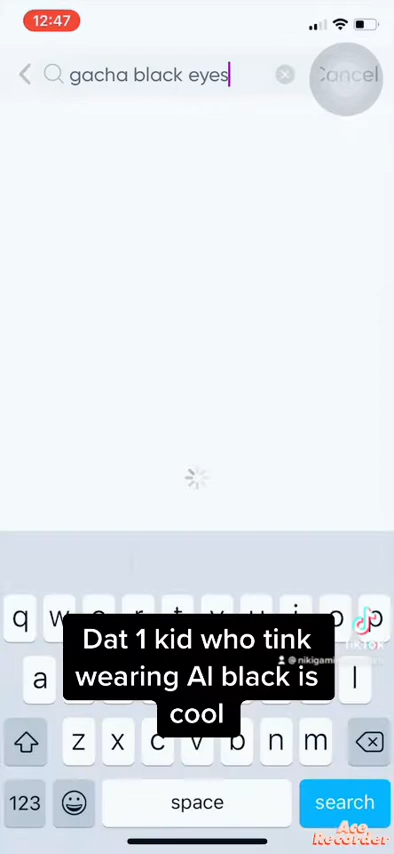 12:47
gacha black eyes
Cancel
q w r t y u i o p
Dat 1 kid who tink
wearing AI black is
cool
TikTok
a l
z x c v b n m
123 space search
Ace
Recorder